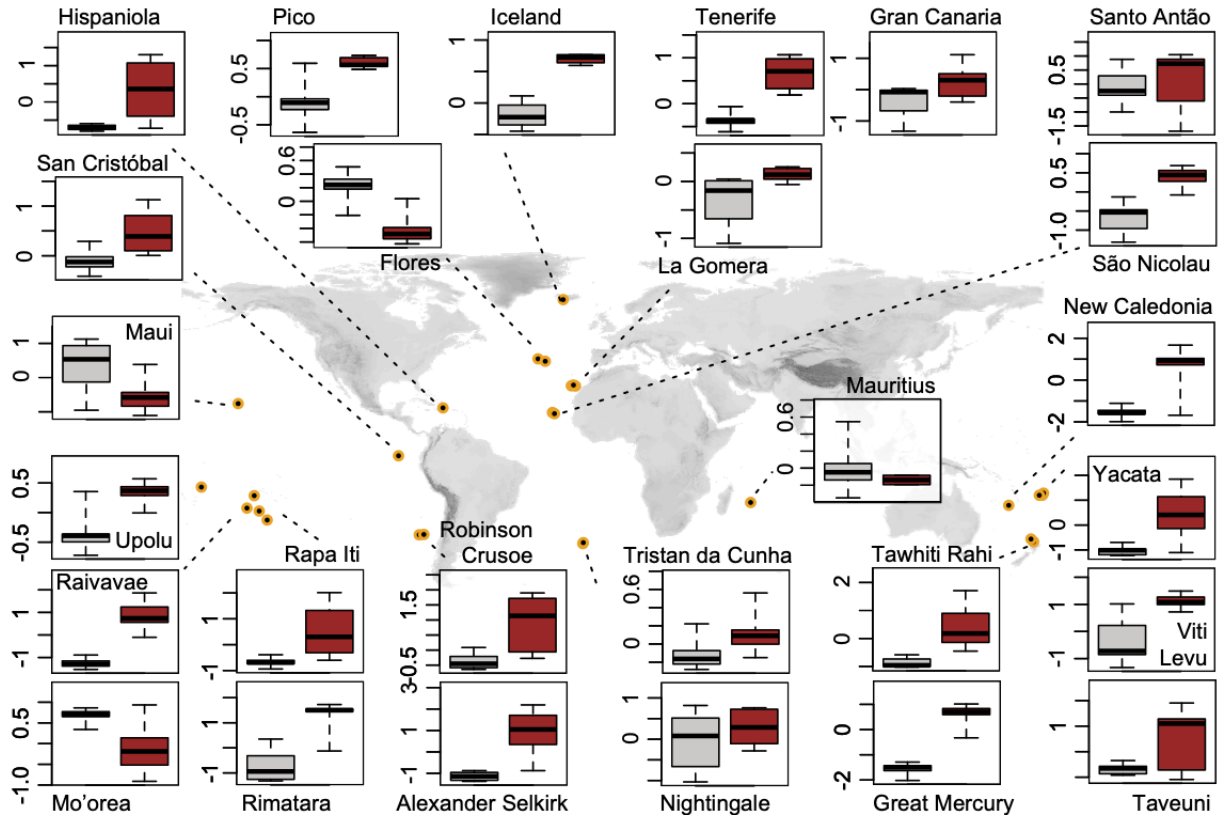 Hispaniola
0
Pico
0.5
-0.5
Iceland
1
0
Tenerife
1
0
Gran Canaria
1
-1
Santo Antão
0.5
-1.5
San Cristóbal
1
0
0.6
0
Flores
0
-1
La Gomera
0.5
-1.0
São Nicolau
Maui
1
0
Mauritius
0.6
0
New Caledonia
2
0
-2
0.5
-0.5
Upolu
Yacata
1
0
-1
Raivavae
1
-1
Rapa Iti
1
-1
Robinson
Crusoe
1.5
-0.5
Tristan da Cunha
0.6
0
Tawhiti Rahi
2
0
Viti
Levu
1
-1
0.5
-1.0
Mo'orea
1
-1
Rimatara
3
1
-1
Alexander Selkirk
1
0
Nightingale
0
-2
Great Mercury
1
Taveuni